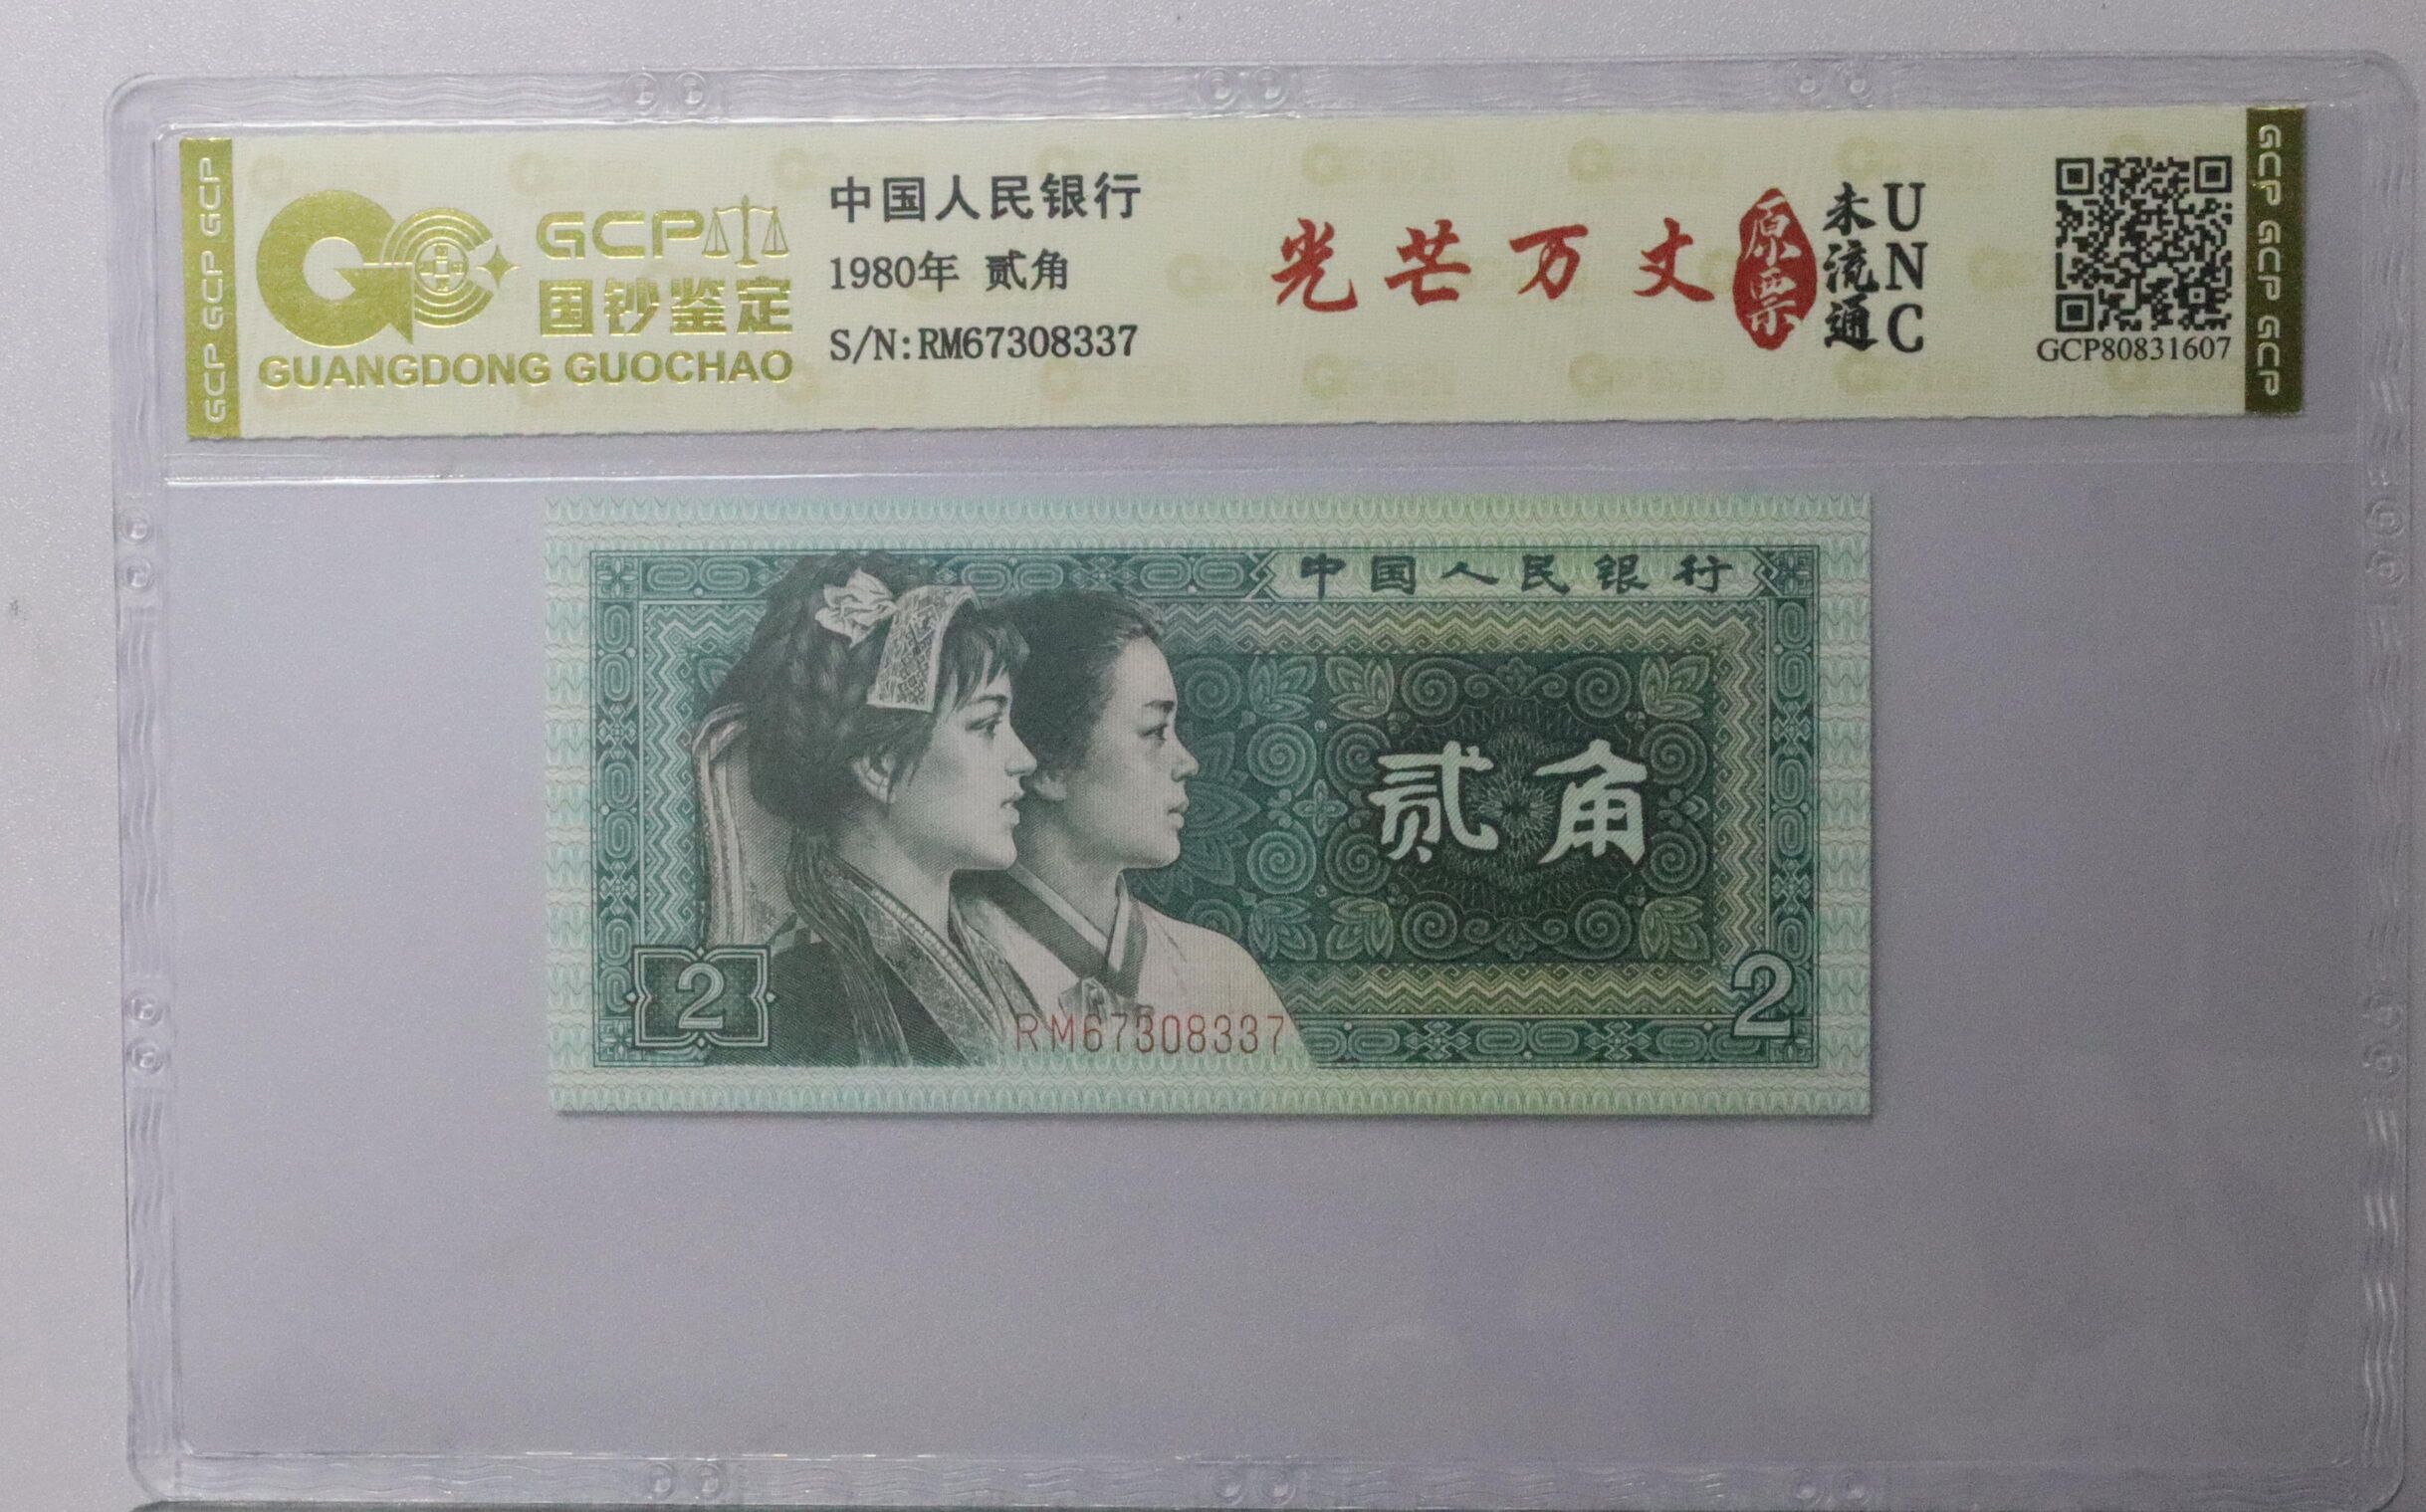 GCP GCP GCP
GCP
国钞鉴定
GUANGDONG GUOCHAO
中国人民银行
1980年 贰角
S/N:RM67308337
光芒万丈
原票
未流通
UNC
GCP80831607
GCP GCP GCP
中国人民银行
贰角
2
RM67308337
2